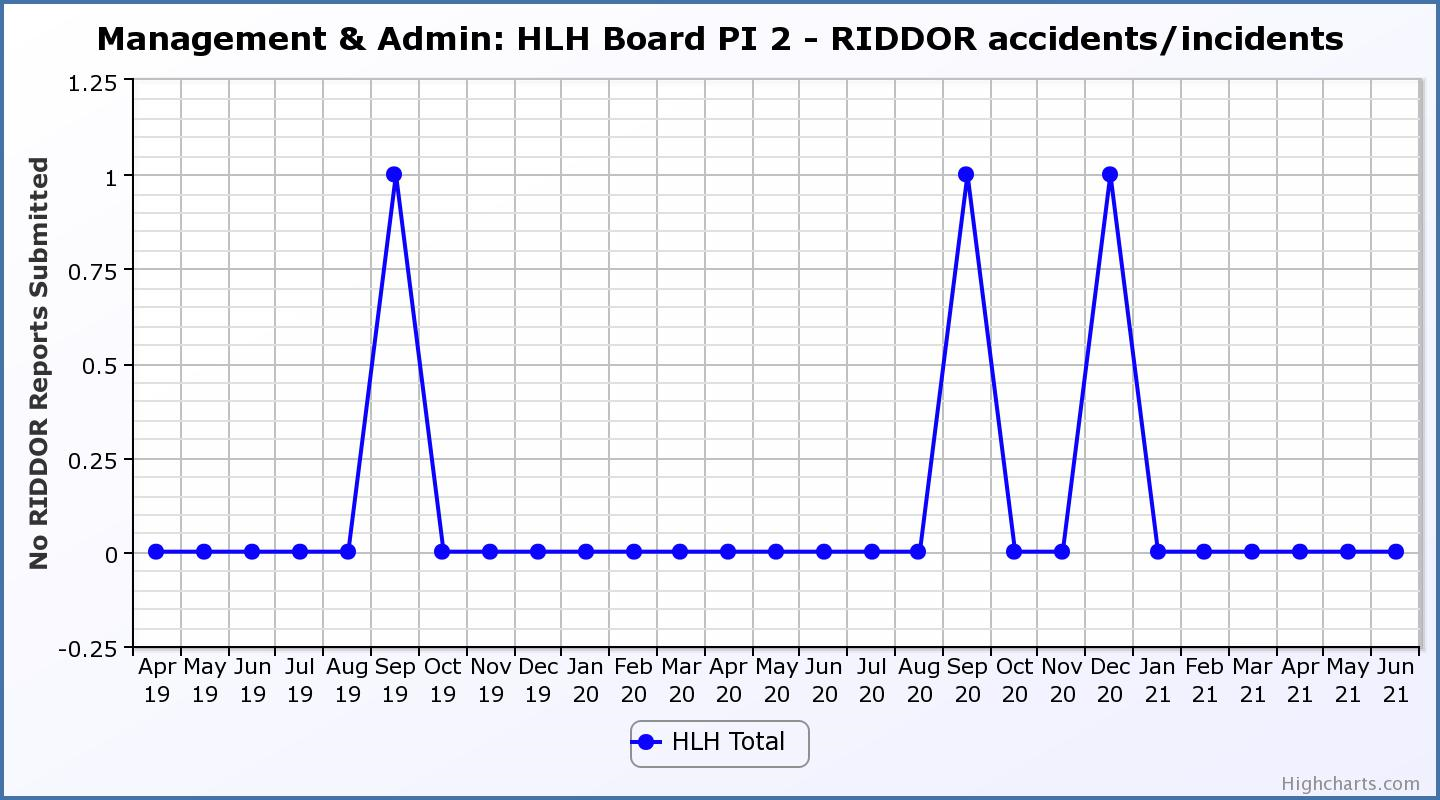 Management & Admin: HLH Board PI 2 - RIDDOR accidents/incidents
No RIDDOR Reports Submitted
1.25
1
0.75
0.5
0.25
0
-0.25
Apr May Jun Jul Aug Sep Oct Nov Dec Jan Feb Mar Apr May Jun Jul Aug Sep Oct Nov Dec Jan Feb Mar Apr May Jun
19 19 19 19 19 19 19 19 19 20 20 20 20 20 20 20 20 20 20 20 20 21 21 21 21 21 21
HLH Total
Highcharts.com